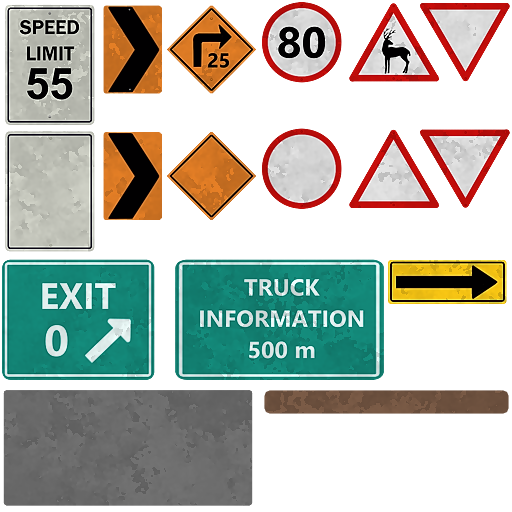 SPEED
LIMIT
55
25
80
EXIT
0
TRUCK
INFORMATION
500 m